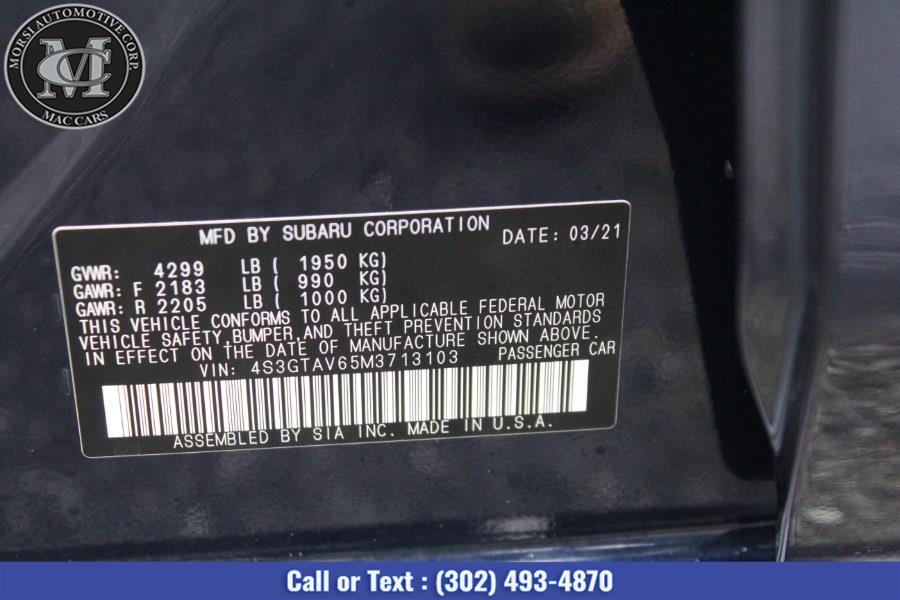 MORSI AUTOMOTIVE CORP.
MC
MAC CARS
MFD BY SUBARU CORPORATION DATE: 03/21
GVWR: 4299 LB ( 1950 KG)
GAWR: F 2183 LB ( 990 KG)
GAWR: R 2205 LB ( 1000 KG)
THIS VEHICLE CONFORMS TO ALL APPLICABLE FEDERAL MOTOR
VEHICLE SAFETY,BUMPER,AND THEFT PREVENTION STANDARDS
IN EFFECT ON THE DATE OF MANUFACTURE SHOWN ABOVE.
VIN: 4S3GTAV65M3713103 PASSENGER CAR
ASSEMBLED BY SIA INC. MADE IN U.S.A.
Call or Text : (302) 493-4870